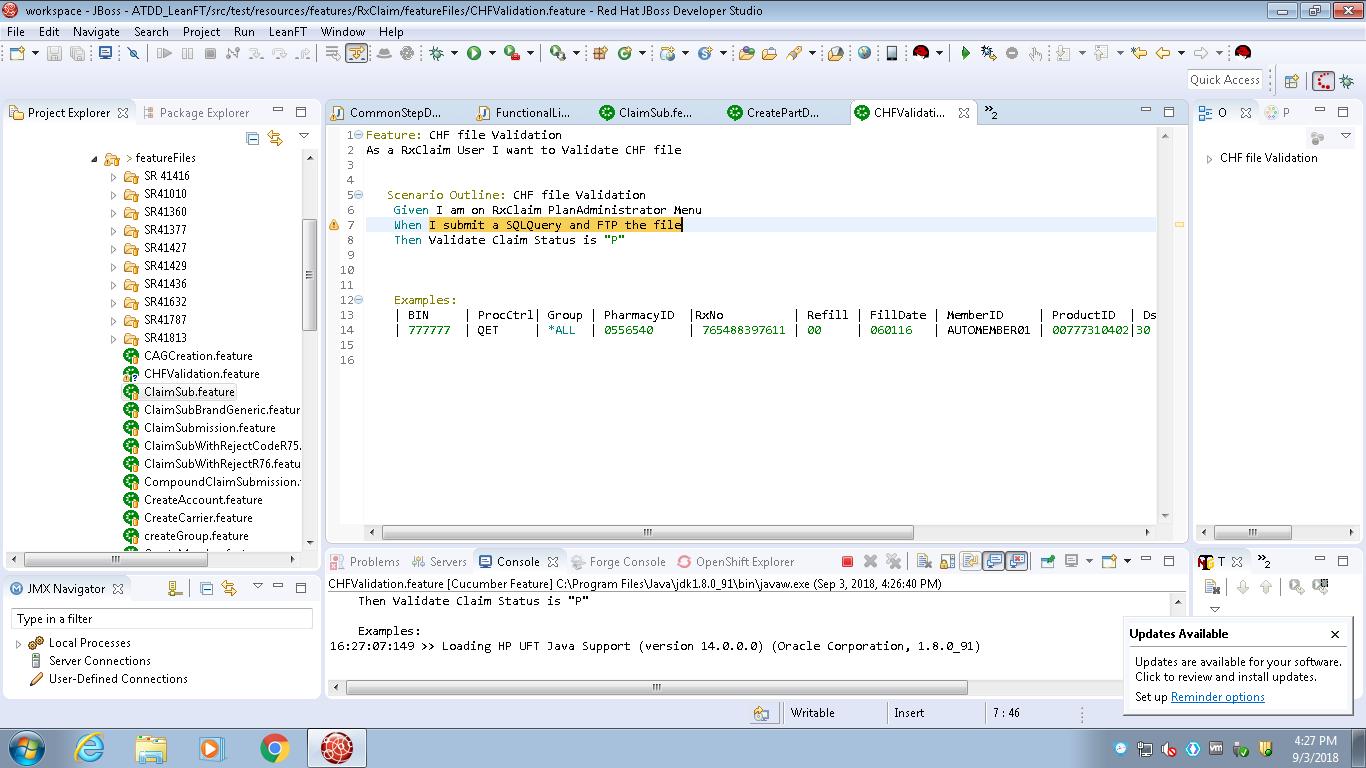 workspace - JBoss - ATDD_LeanFT/src/test/resources/features/RxClaim/featureFiles/CHFValidation.feature - Red Hat JBoss Developer Studio
File Edit Navigate Search Project Run LeanFT Window Help
Quick Access
Project Explorer Package Explorer
> featureFiles
SR 41416
SR41010
SR41360
SR41377
SR41427
SR41429
SR41436
SR41632
SR41787
SR41813
CAGCreation.feature
CHFValidation.feature
ClaimSub.feature
ClaimSubBrandGeneric.featur
ClaimSubmission.feature
ClaimSubWithRejectCodeR75.
ClaimSubWithRejectR76.featu
CompoundClaimSubmission.
CreateAccount.feature
CreateCarrier.feature
createGroup.feature
JMX Navigator
Type in a filter
Local Processes
Server Connections
User-Defined Connections
CommonStepD... FunctionalLi... ClaimSub.fe... CreatePartD... CHFValidati... »2
1 Feature: CHF file Validation
2 As a RxClaim User I want to Validate CHF file
3
4
5 Scenario Outline: CHF file Validation
6 Given I am on RxClaim PlanAdministrator Menu
7 When I submit a SQLQuery and FTP the file
8 Then Validate Claim Status is "P"
9
10
11
12 Examples:
13 | BIN | ProcCtrl| Group | PharmacyID |RxNo | Refill | FillDate | MemberID | ProductID | Ds
14 | 777777 | QET | *ALL | 0556540 | 765488397611 | 00 | 060116 | AUTOMEMBER01 | 00777310402|30
15
16
O P
CHF file Validation
Problems Servers Console Forge Console OpenShift Explorer
CHFValidation.feature [Cucumber Feature] C:\Program Files\Java\jdk1.8.0_91\bin\javaw.exe (Sep 3, 2018, 4:26:40 PM)
Then Validate Claim Status is "P"
Examples:
16:27:07:149 >> Loading HP UFT Java Support (version 14.0.0.0) (Oracle Corporation, 1.8.0_91)
T »2
Updates Available
Updates are available for your software.
Click to review and install updates.
Set up Reminder options
Writable Insert 7 : 46
4:27 PM
9/3/2018